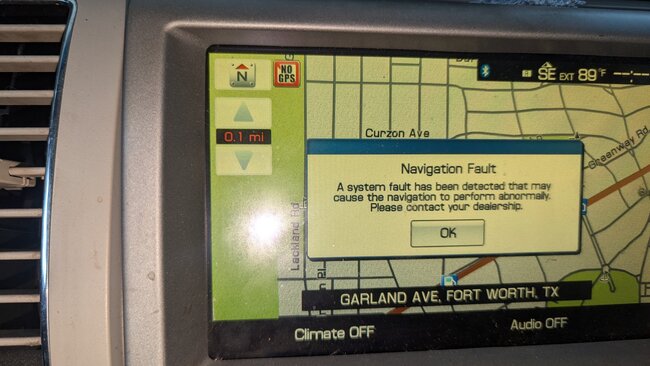 N
NO
GPS
SE EXT 89°F --:--
0.1 mi
Curzon Ave
Greenway Rd
Navigation Fault
A system fault has been detected that may
cause the navigation to perform abnormally.
Please contact your dealership.
OK
Lackland Rd
GARLAND AVE, FORT WORTH, TX
Climate OFF
Audio OFF